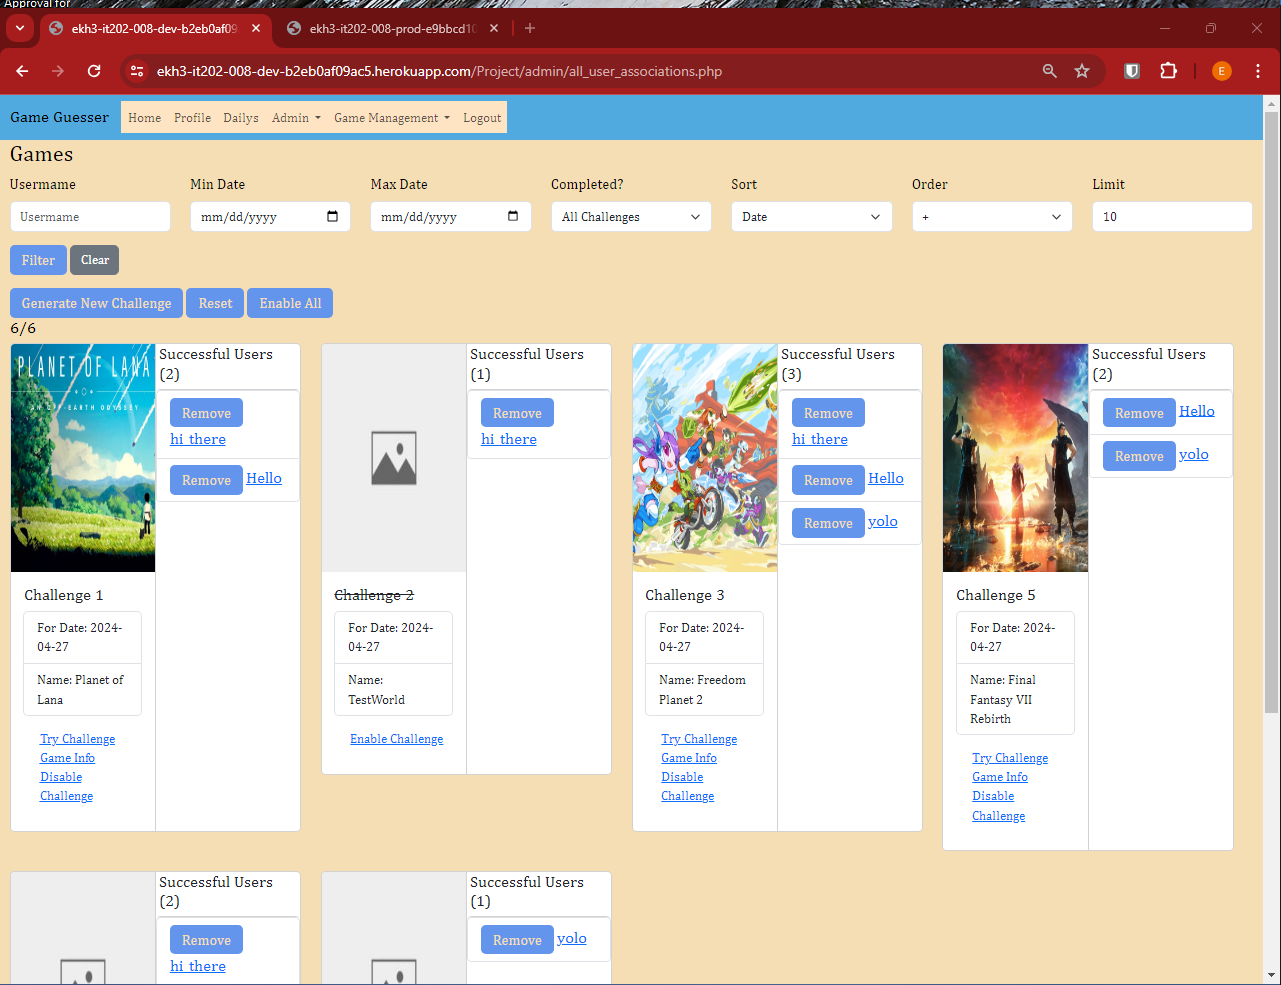 Approval for
ekh3-it202-008-dev-b2eb0af09
ekh3-it202-008-prod-e9bbcd10
ekh3-it202-008-dev-b2eb0af09ac5.herokuapp.com/Project/admin/all_user_associations.php
E
Game Guesser Home Profile Dailys Admin Game Management Logout
Games
Username Min Date Max Date Completed? Sort Order Limit
Username mm/dd/yyyy mm/dd/yyyy All Challenges Date + 10
Filter Clear
Generate New Challenge Reset Enable All
6/6
PLANET OF LANA
AN OFF-EARTH ODYSSEY
Successful Users
(2)
Remove
hi there
Remove Hello
Challenge 1
For Date: 2024-
04-27
Name: Planet of
Lana
Try Challenge
Game Info
Disable
Challenge
Successful Users
(1)
Remove
hi there
Challenge 2
For Date: 2024-
04-27
Name:
TestWorld
Enable Challenge
Successful Users
(3)
Remove
hi there
Remove Hello
Remove yolo
Challenge 3
For Date: 2024-
04-27
Name: Freedom
Planet 2
Try Challenge
Game Info
Disable
Challenge
Successful Users
(2)
Remove Hello
Remove yolo
Challenge 5
For Date: 2024-
04-27
Name: Final
Fantasy VII
Rebirth
Try Challenge
Game Info
Disable
Challenge
Successful Users
(2)
Remove
hi there
Successful Users
(1)
Remove yolo